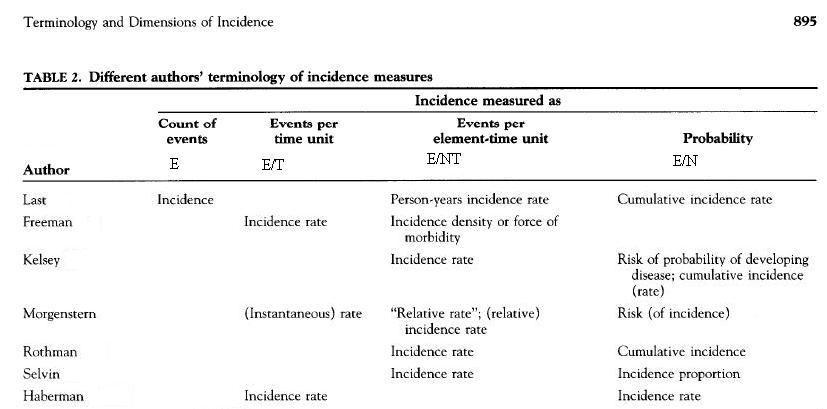 Terminology and Dimensions of Incidence 895
TABLE 2. Different authors' terminology of incidence measures
Incidence measured as
Count of Events per Events per
events time unit element-time unit Probability
Author E E/T E/NT E/N
Last Incidence Person-years incidence rate Cumulative incidence rate
Freeman Incidence rate Incidence density or force of
morbidity
Kelsey Incidence rate Risk of probability of developing
disease; cumulative incidence
(rate)
Morgenstern (Instantaneous) rate "Relative rate"; (relative) Risk (of incidence)
incidence rate
Rothman Incidence rate Cumulative incidence
Selvin Incidence rate Incidence proportion
Haberman Incidence rate Incidence rate